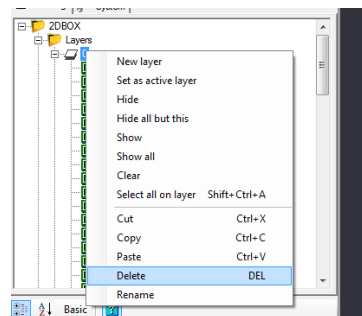 2DBOX
Layers
New layer
Set as active layer
Hide
Hide all but this
Show
Show all
Clear
Select all on layer Shift+Ctrl+A
Cut Ctrl+X
Copy Ctrl+C
Paste Ctrl+V
Delete DEL
Rename
Basic